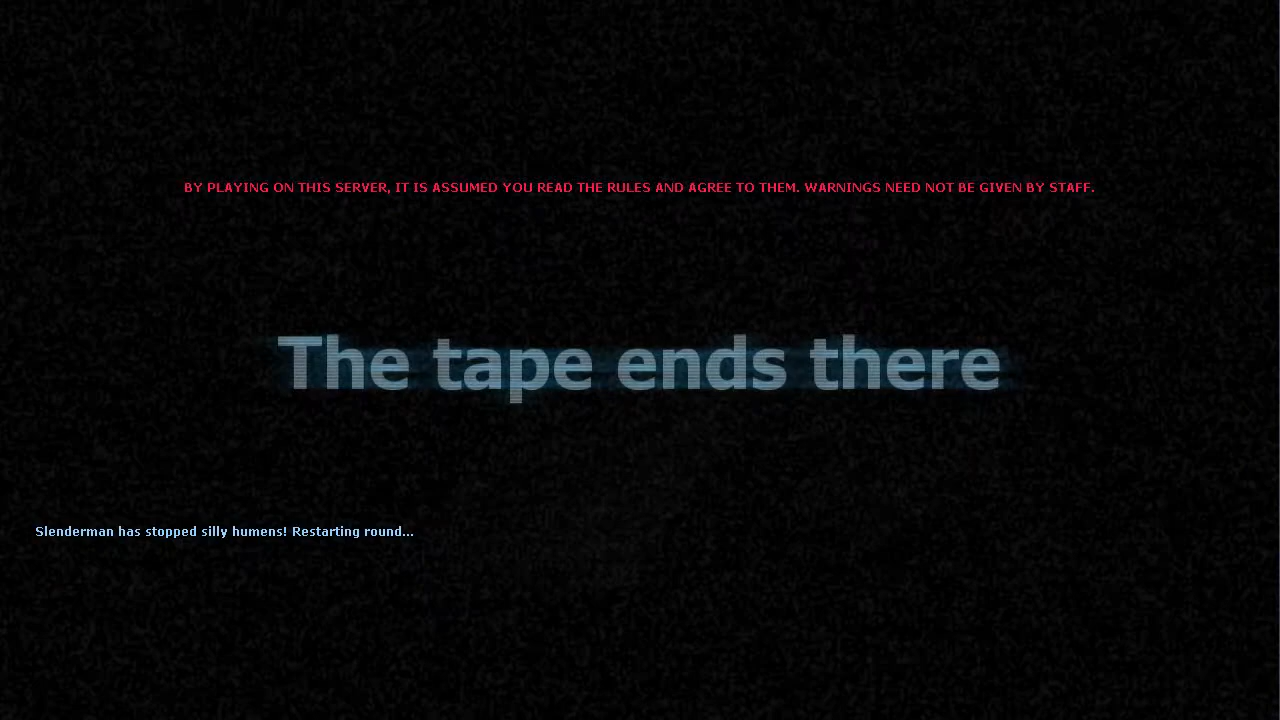 BY PLAYING ON THIS SERVER, IT IS ASSUMED YOU READ THE RULES AND AGREE TO THEM. WARNINGS NEED NOT BE GIVEN BY STAFF.
The tape ends there
Slenderman has stopped silly humens! Restarting round...